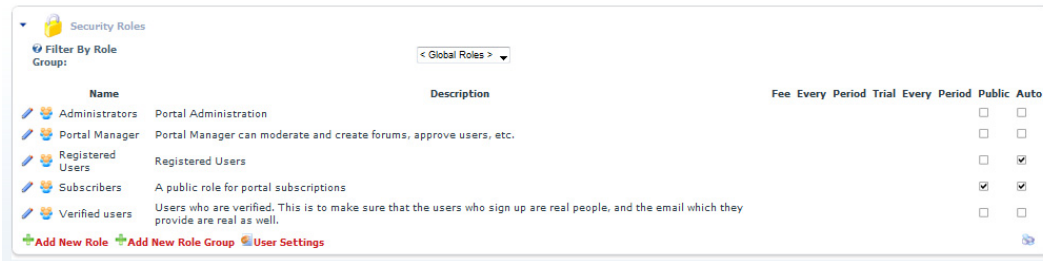 Security Roles
Filter By Role
Group:
< Global Roles >
Name Description Fee Every Period Trial Every Period Public Auto
Administrators Portal Administration
Portal Manager Portal Manager can moderate and create forums, approve users, etc.
Registered
Users Registered Users
Subscribers A public role for portal subscriptions
Verified users Users who are verified. This is to make sure that the users who sign up are real people, and the email which they
provide are real as well.
Add New Role Add New Role Group User Settings